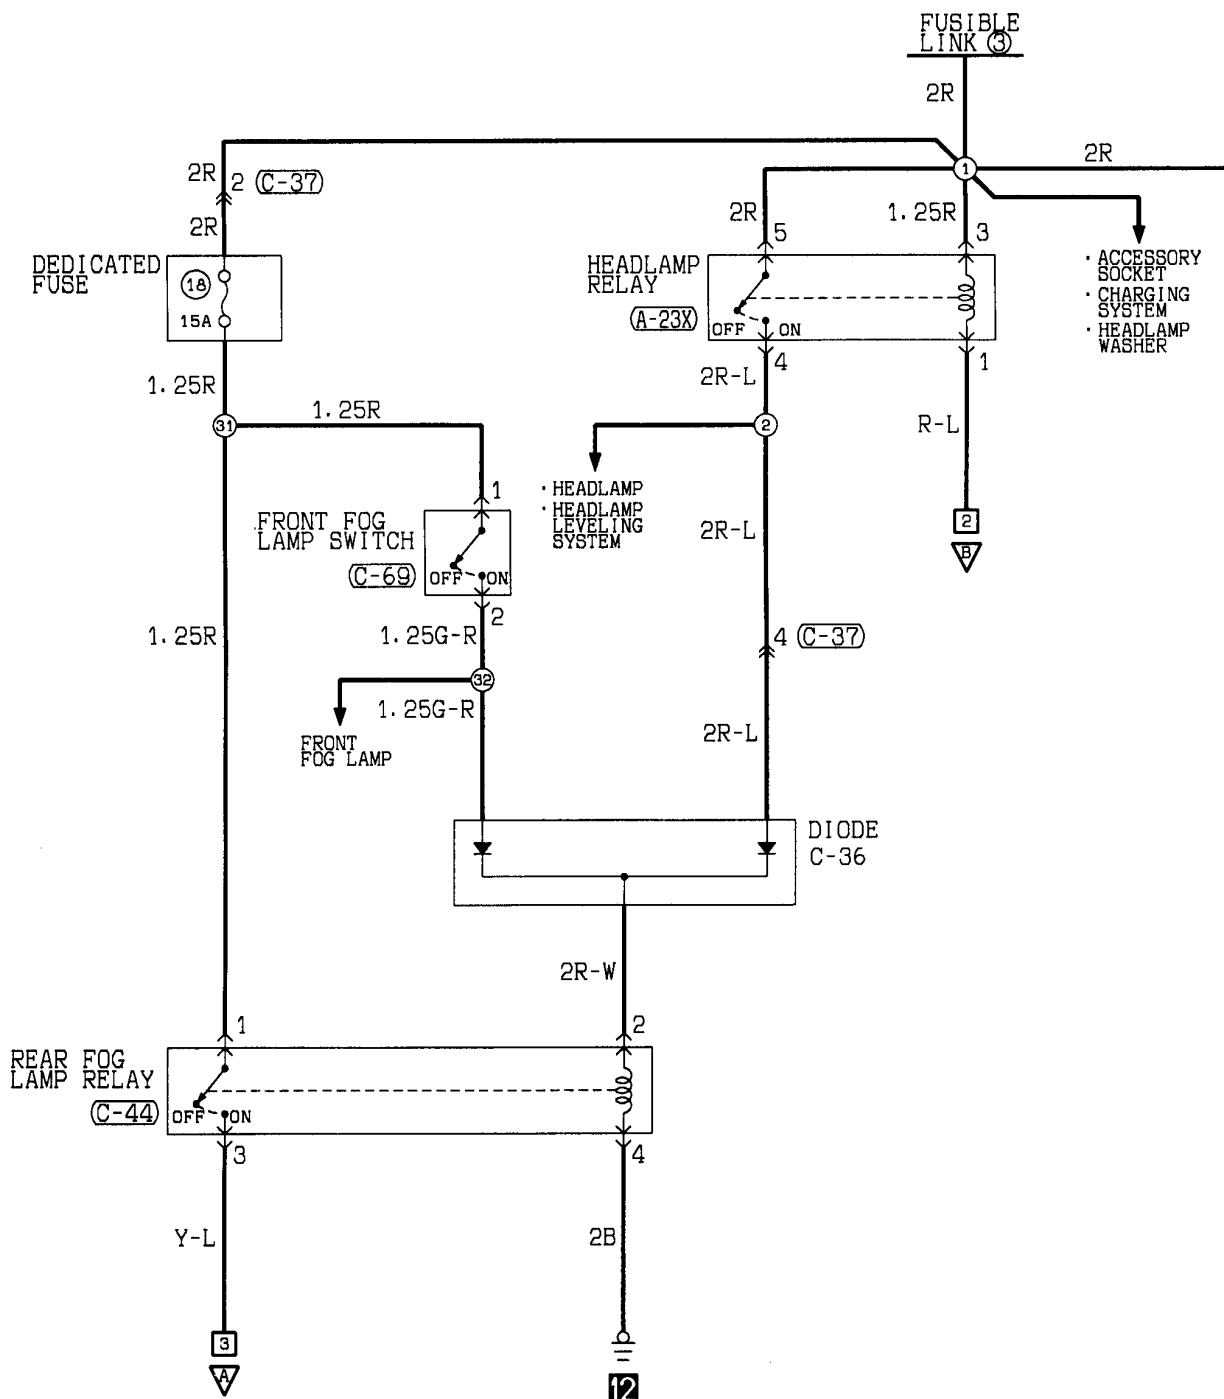 FUSIBLE
LINK ③
2R
2R
1
2R
2 C-37
2R
2R
1.25R
5
3
DEDICATED
FUSE
18
15A
HEADLAMP
RELAY
A-23X
OFF ON
· ACCESSORY
SOCKET
· CHARGING
SYSTEM
· HEADLAMP
WASHER
4
1
1.25R
2R-L
31
1.25R
2
R-L
1
· HEADLAMP
· HEADLAMP
LEVELING
SYSTEM
2
B
FRONT FOG
LAMP SWITCH
C-69
OFF ON
2R-L
2
1.25R
1.25G-R
4 C-37
32
1.25G-R
2R-L
FRONT
FOG LAMP
DIODE
C-36
2R-W
1
2
REAR FOG
LAMP RELAY
C-44
OFF ON
3
4
Y-L
2B
3
A
12